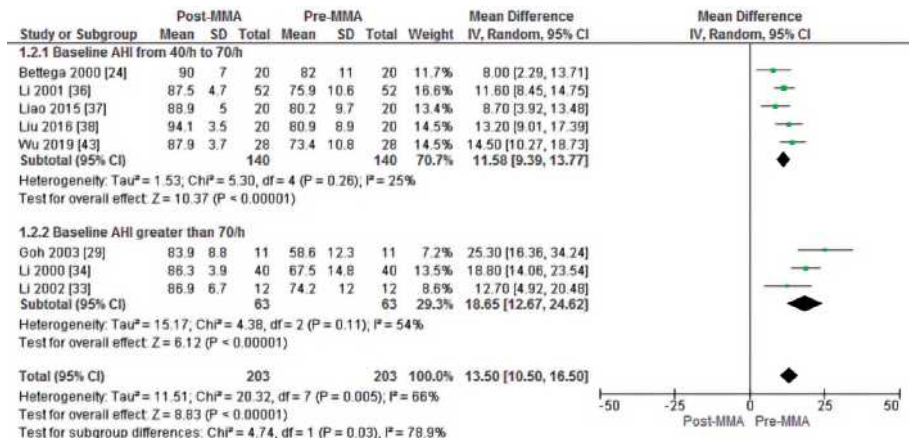 Post-MMA Pre-MMA Mean Difference Mean Difference
Study or Subgroup Mean SD Total Mean SD Total Weight IV, Random, 95% CI IV, Random, 95% CI
1.2.1 Baseline AHI from 40/h to 70/h
Bettega 2000 [24] 90 7 20 82 11 20 11.7% 8.00 [2.29, 13.71]
Li 2001 [36] 87.5 4.7 52 75.9 10.6 52 16.6% 11.60 [8.45, 14.75]
Liao 2015 [37] 88.9 5 20 80.2 9.7 20 13.4% 8.70 [3.92, 13.48]
Liu 2016 [38] 94.1 3.5 20 80.9 8.9 20 14.5% 13.20 [9.01, 17.39]
Wu 2019 [43] 87.9 3.7 28 73.4 10.8 28 14.5% 14.50 [10.27, 18.73]
Subtotal (95% CI) 140 140 70.7% 11.58 [9.39, 13.77]
Heterogeneity: Tau² = 1.53; Chi² = 5.30, df = 4 (P = 0.26); I² = 25%
Test for overall effect: Z = 10.37 (P < 0.00001)
1.2.2 Baseline AHI greater than 70/h
Goh 2003 [29] 83.9 8.8 11 58.6 12.3 11 7.2% 25.30 [16.36, 34.24]
Li 2000 [34] 86.3 3.9 40 67.5 14.8 40 13.5% 18.80 [14.06, 23.54]
Li 2002 [33] 86.9 6.7 12 74.2 12 12 8.6% 12.70 [4.92, 20.48]
Subtotal (95% CI) 63 63 29.3% 18.65 [12.67, 24.62]
Heterogeneity: Tau² = 15.17; Chi² = 4.38, df = 2 (P = 0.11); I² = 54%
Test for overall effect: Z = 6.12 (P < 0.00001)
Total (95% CI) 203 203 100.0% 13.50 [10.50, 16.50]
Heterogeneity: Tau² = 11.51; Chi² = 20.32, df = 7 (P = 0.005); I² = 66%
Test for overall effect: Z = 8.83 (P < 0.00001)
Test for subgroup differences: Chi² = 4.74, df = 1 (P = 0.03), I² = 78.9%
-50 -25 0 25 50
Post-MMA Pre-MMA